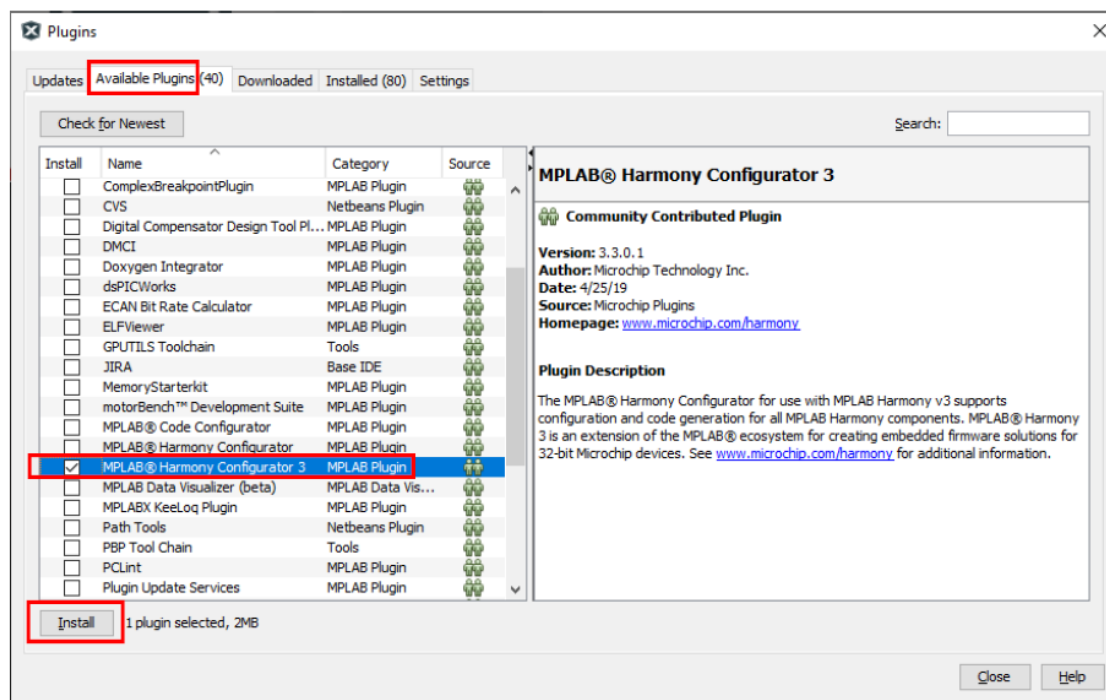 Plugins
Updates Available Plugins (40) Downloaded Installed (80) Settings
Check for Newest Search:
Install Name Category Source
ComplexBreakpointPlugin MPLAB Plugin
CVS Netbeans Plugin
Digital Compensator Design Tool Pl... MPLAB Plugin
DMCI MPLAB Plugin
Doxygen Integrator MPLAB Plugin
dsPICWorks MPLAB Plugin
ECAN Bit Rate Calculator MPLAB Plugin
ELFViewer MPLAB Plugin
GPUTILS Toolchain Tools
JIRA Base IDE
MemoryStarterkit MPLAB Plugin
motorBench™ Development Suite MPLAB Plugin
MPLAB® Code Configurator MPLAB Plugin
MPLAB® Harmony Configurator MPLAB Plugin
MPLAB® Harmony Configurator 3 MPLAB Plugin
MPLAB Data Visualizer (beta) MPLAB Data Vis...
MPLABX KeeLoq Plugin MPLAB Plugin
Path Tools Netbeans Plugin
PBP Tool Chain Tools
PCLint MPLAB Plugin
Plugin Update Services MPLAB Plugin
MPLAB® Harmony Configurator 3
Community Contributed Plugin
Version: 3.3.0.1
Author: Microchip Technology Inc.
Date: 4/25/19
Source: Microchip Plugins
Homepage: www.microchip.com/harmony
Plugin Description
The MPLAB® Harmony Configurator for use with MPLAB Harmony v3 supports
configuration and code generation for all MPLAB Harmony components. MPLAB® Harmony
3 is an extension of the MPLAB® ecosystem for creating embedded firmware solutions for
32-bit Microchip devices. See www.microchip.com/harmony for additional information.
Install 1 plugin selected, 2MB
Close Help